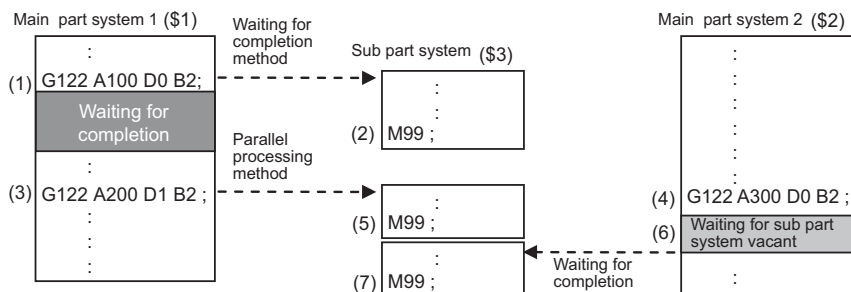 Main part system 1 ($1)
:
(1) G122 A100 D0 B2;
Waiting for
completion
:
(3) G122 A200 D1 B2 ;
:
:
:
Waiting for
completion
method
Parallel
processing
method
Sub part system ($3)
:
:
(2) M99 ;
:
(5) M99 ;
:
(7) M99 ;
Main part system 2 ($2)
:
:
:
:
:
:
(4) G122 A300 D0 B2 ;
(6) Waiting for sub part
system vacant
Waiting for
completion
: